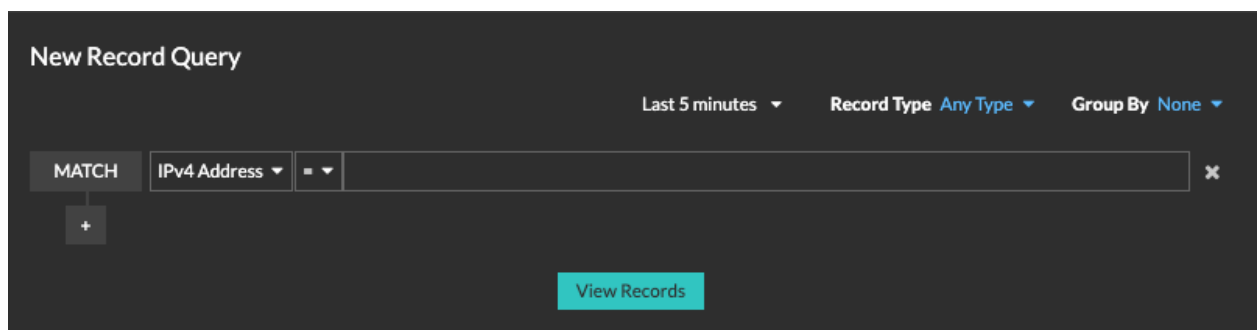 New Record Query
Last 5 minutes Record Type Any Type Group By None
MATCH IPv4 Address =
+
View Records